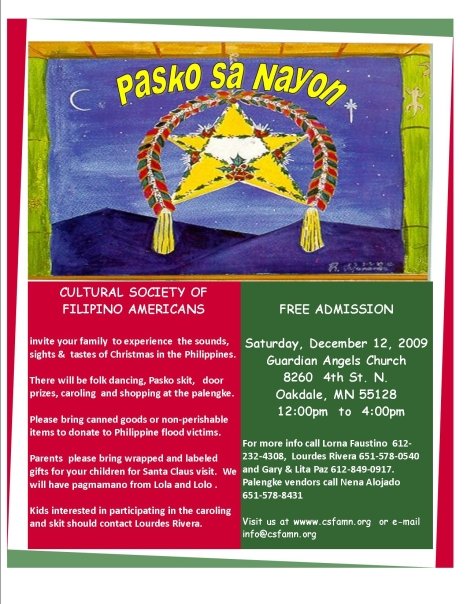 Pasko sa Nayon
CULTURAL SOCIETY OF
FILIPINO AMERICANS
invite your family to experience the sounds,
sights & tastes of Christmas in the Philippines.
There will be folk dancing, Pasko skit, door
prizes, caroling and shopping at the palengke.
Please bring canned goods or non-perishable
items to donate to Philippine flood victims.
Parents please bring wrapped and labeled
gifts for your children for Santa Claus visit. We
will have pagmamano from Lola and Lolo .
Kids interested in participating in the caroling
and skit should contact Lourdes Rivera.
FREE ADMISSION
Saturday, December 12, 2009
Guardian Angels Church
8260 4th St. N.
Oakdale, MN 55128
12:00pm to 4:00pm
For more info call Lorna Faustino 612-
232-4308, Lourdes Rivera 651-578-0540
and Gary & Lita Paz 612-849-0917.
Palengke vendors call Nena Alojado
651-578-8431
Visit us at wwww.csfamn.org or e-mail
info@csfamn.org